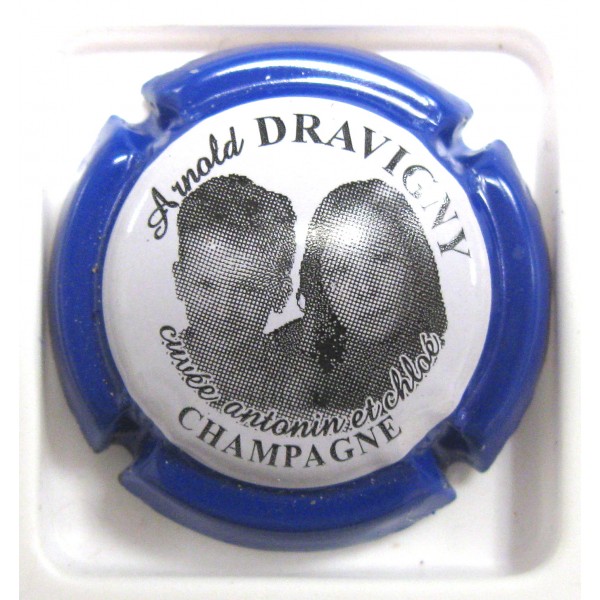 Arnold DRAVIGNY
cuvée antonin et chloé
CHAMPAGNE